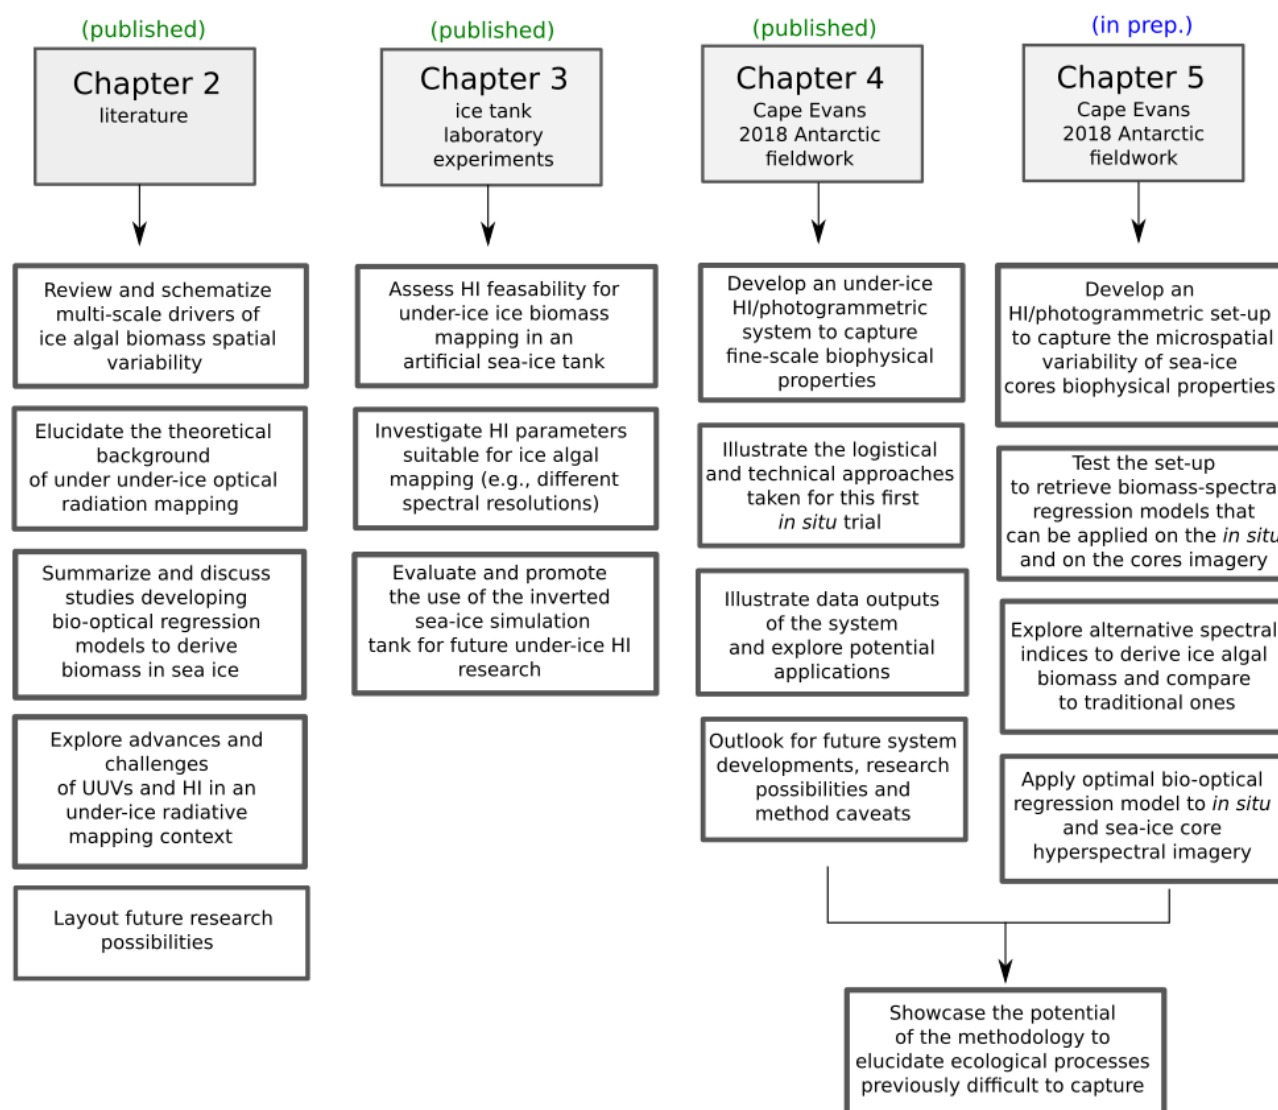 (published)
Chapter 2
literature
Review and schematize
multi-scale drivers of
ice algal biomass spatial
variability
Elucidate the theoretical
background
of under under-ice optical
radiation mapping
Summarize and discuss
studies developing
bio-optical regression
models to derive
biomass in sea ice
Explore advances and
challenges
of UUVs and HI in an
under-ice radiative
mapping context
Layout future research
possibilities
(published)
Chapter 3
ice tank
laboratory
experiments
Assess HI feasability for
under-ice ice biomass
mapping in an
artificial sea-ice tank
Investigate HI parameters
suitable for ice algal
mapping (e.g., different
spectral resolutions)
Evaluate and promote
the use of the inverted
sea-ice simulation
tank for future under-ice HI
research
(published)
Chapter 4
Cape Evans
2018 Antarctic
fieldwork
Develop an under-ice
HI/photogrammetric
system to capture
fine-scale biophysical
properties
Illustrate the logistical
and technical approaches
taken for this first
in situ trial
Illustrate data outputs
of the system
and explore potential
applications
Outlook for future system
developments, research
possibilities and
method caveats
(in prep.)
Chapter 5
Cape Evans
2018 Antarctic
fieldwork
Develop an
HI/photogrammetric set-up
to capture the microspatial
variability of sea-ice
cores biophysical properties
Test the set-up
to retrieve biomass-spectra
regression models that
can be applied on the in situ
and on the cores imagery
Explore alternative spectral
indices to derive ice algal
biomass and compare
to traditional ones
Apply optimal bio-optical
regression model to in situ
and sea-ice core
hyperspectral imagery
Showcase the potential
of the methodology to
elucidate ecological processes
previously difficult to capture